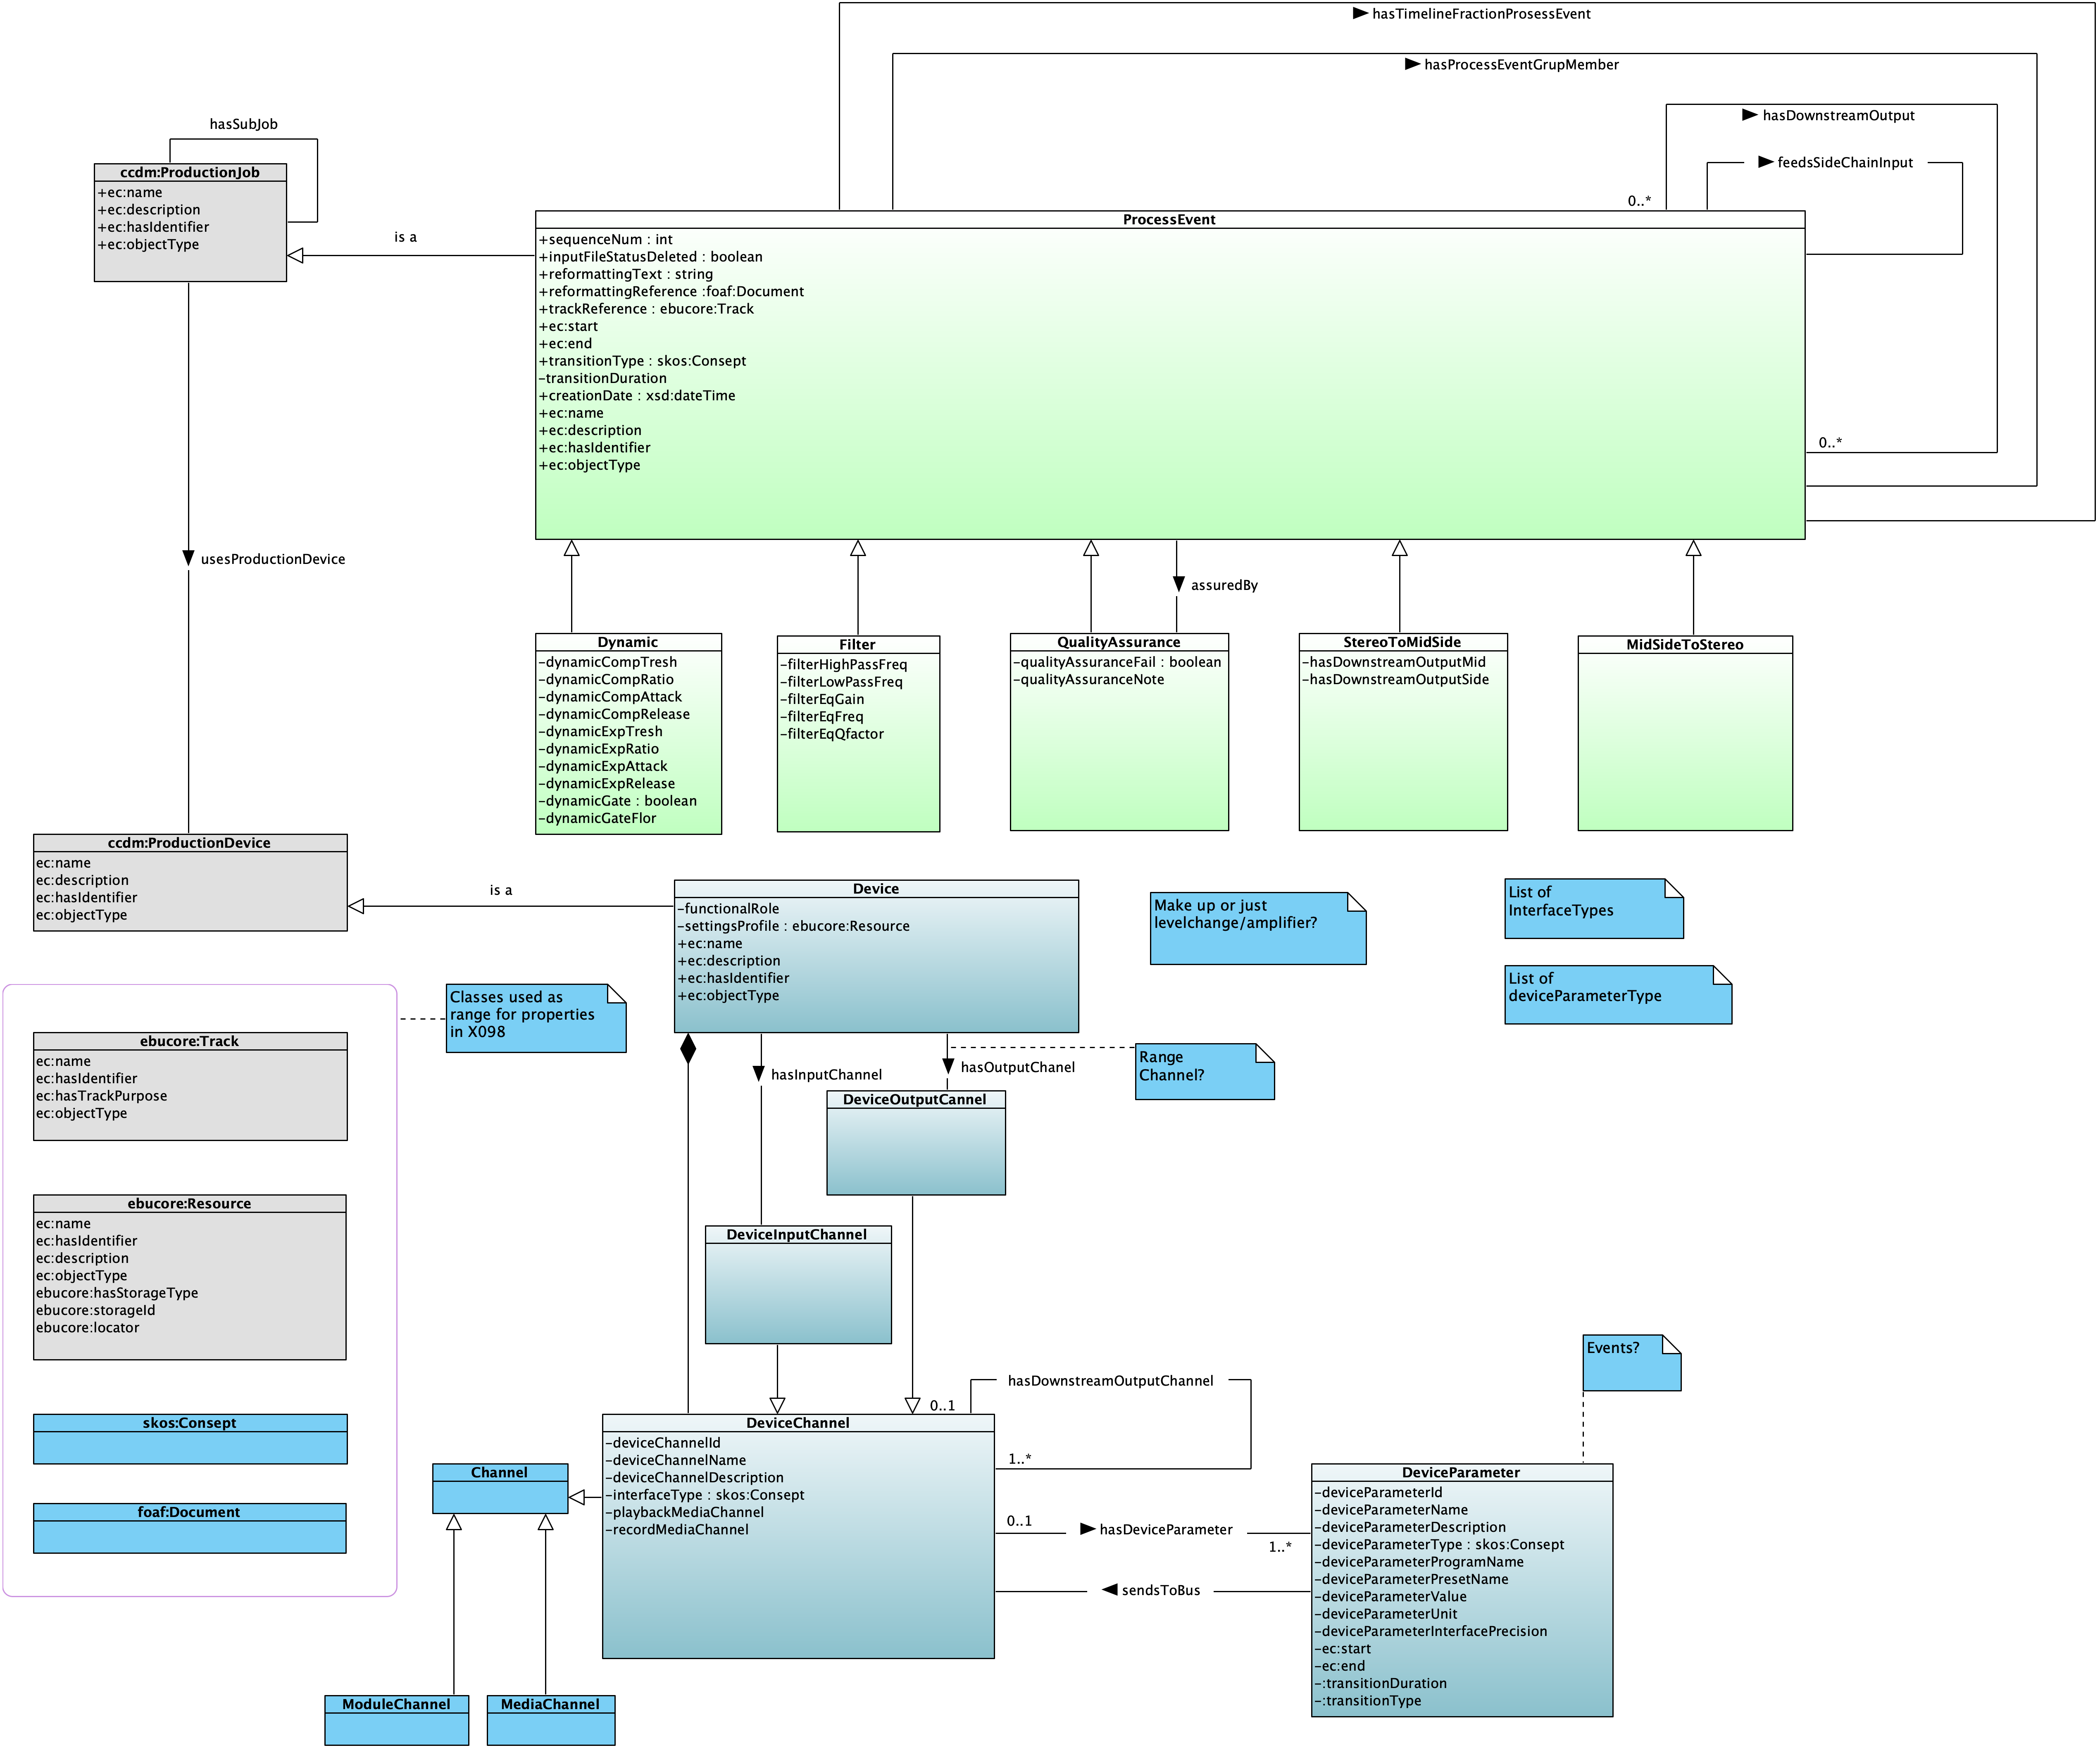 hasTimelineFractionProsessEvent
hasProcessEventGrupMember
hasDownstreamOutput
feedsSideChainInput
0..*
0..*
hasSubJob
ccdm:ProductionJob
+ec:name
+ec:description
+ec:hasIdentifier
+ec:objectType
is a
ProcessEvent
+sequenceNum : int
+inputFileStatusDeleted : boolean
+reformattingText : string
+reformattingReference :foaf:Document
+trackReference : ebucore:Track
+ec:start
+ec:end
+transitionType : skos:Consept
-transitionDuration
+creationDate : xsd:dateTime
+ec:name
+ec:description
+ec:hasIdentifier
+ec:objectType
usesProductionDevice
assuredBy
Dynamic
-dynamicCompTresh
-dynamicCompRatio
-dynamicCompAttack
-dynamicCompRelease
-dynamicExpTresh
-dynamicExpRatio
-dynamicExpAttack
-dynamicExpRelease
-dynamicGate : boolean
-dynamicGateFlor
Filter
-filterHighPassFreq
-filterLowPassFreq
-filterEqGain
-filterEqFreq
-filterEqQfactor
QualityAssurance
-qualityAssuranceFail : boolean
-qualityAssuranceNote
StereoToMidSide
-hasDownstreamOutputMid
-hasDownstreamOutputSide
MidSideToStereo
ccdm:ProductionDevice
ec:name
ec:description
ec:hasIdentifier
ec:objectType
is a
Device
-functionalRole
-settingsProfile : ebucore:Resource
+ec:name
+ec:description
+ec:hasIdentifier
+ec:objectType
Make up or just
levelchange/amplifier?
List of
InterfaceTypes
List of
deviceParameterType
Classes used as
range for properties
in X098
ebucore:Track
ec:name
ec:hasIdentifier
ec:hasTrackPurpose
ec:objectType
ebucore:Resource
ec:name
ec:hasIdentifier
ec:description
ec:objectType
ebucore:hasStorageType
ebucore:storageId
ebucore:locator
skos:Consept
foaf:Document
hasInputChannel
hasOutputChanel
Range
Channel?
DeviceOutputCannel
DeviceInputChannel
hasDownstreamOutputChannel
0..1
1..*
DeviceChannel
-deviceChannelId
-deviceChannelName
-deviceChannelDescription
-interfaceType : skos:Consept
-playbackMediaChannel
-recordMediaChannel
Channel
ModuleChannel
MediaChannel
0..1
hasDeviceParameter
1..*
sendsToBus
Events?
DeviceParameter
-deviceParameterId
-deviceParameterName
-deviceParameterDescription
-deviceParameterType : skos:Consept
-deviceParameterProgramName
-deviceParameterPresetName
-deviceParameterValue
-deviceParameterUnit
-deviceParameterInterfacePrecision
-ec:start
-ec:end
-:transitionDuration
-:transitionType